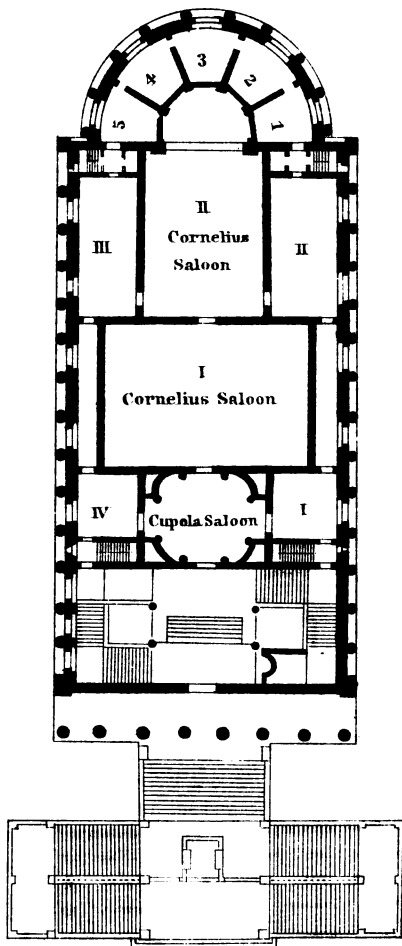 3
4
2
5
1
II
Cornelius
Saloon
III
II
I
Cornelius Saloon
IV
Cupola Saloon
I